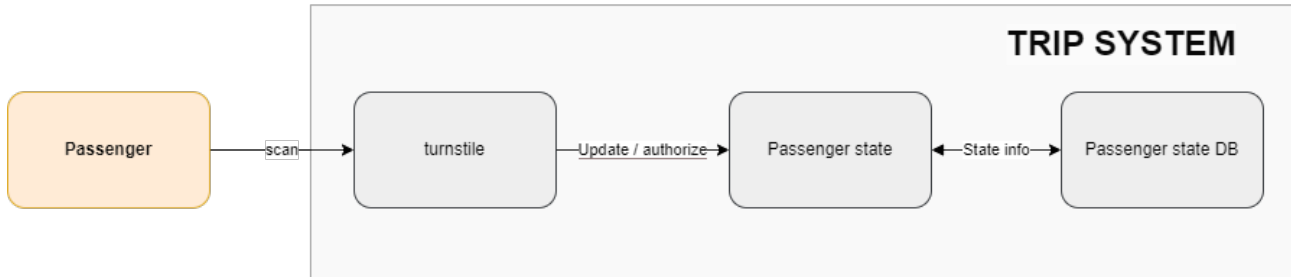 TRIP SYSTEM
Passenger
scan
turnstile
Update / authorize
Passenger state
State info
Passenger state DB